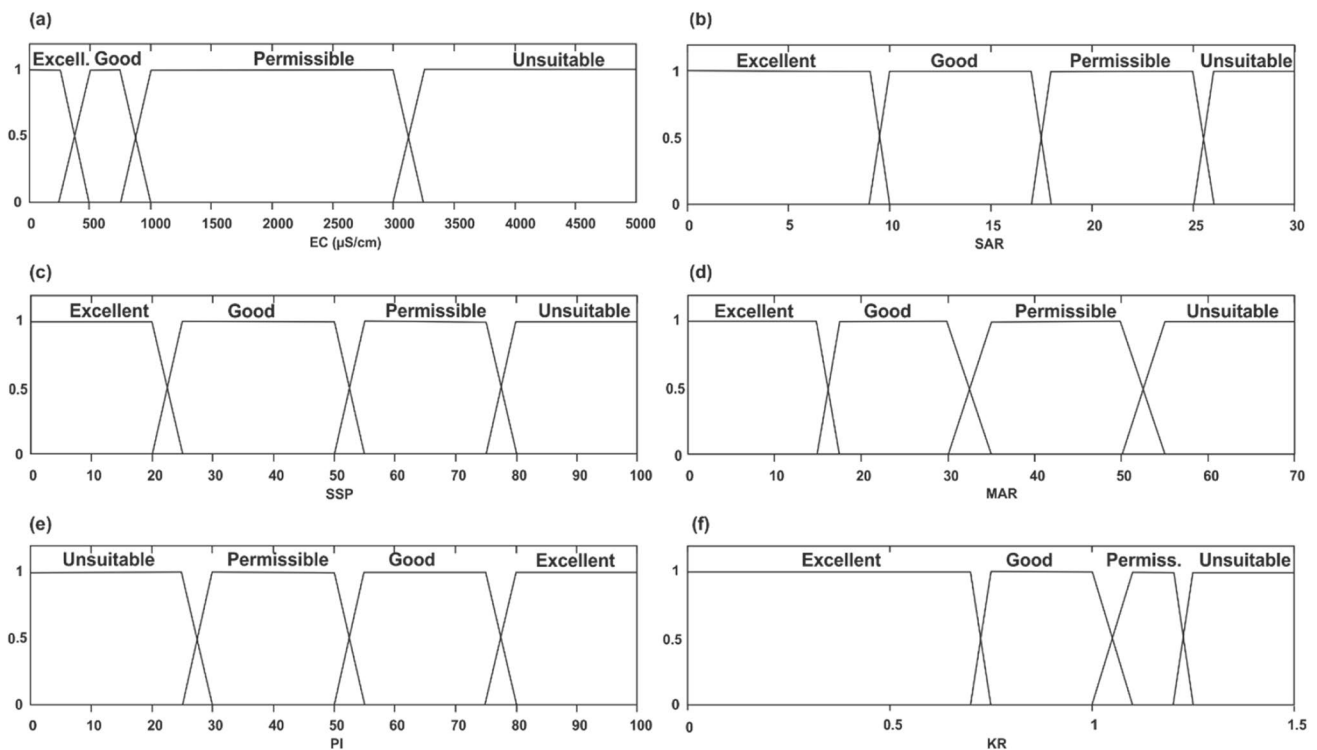 (a)
Excell. Good Permissible Unsuitable
1
0.5
0
0 500 1000 1500 2000 2500 3000 3500 4000 4500 5000
EC (µS/cm)
(b)
Excellent Good Permissible Unsuitable
1
0.5
0
0 5 10 15 20 25 30
SAR
(c)
Excellent Good Permissible Unsuitable
1
0.5
0
0 10 20 30 40 50 60 70 80 90 100
SSP
(d)
Excellent Good Permissible Unsuitable
1
0.5
0
0 10 20 30 40 50 60 70
MAR
(e)
Unsuitable Permissible Good Excellent
1
0.5
0
0 10 20 30 40 50 60 70 80 90 100
PI
(f)
Excellent Good Permiss. Unsuitable
1
0.5
0
0 0.5 1 1.5
KR